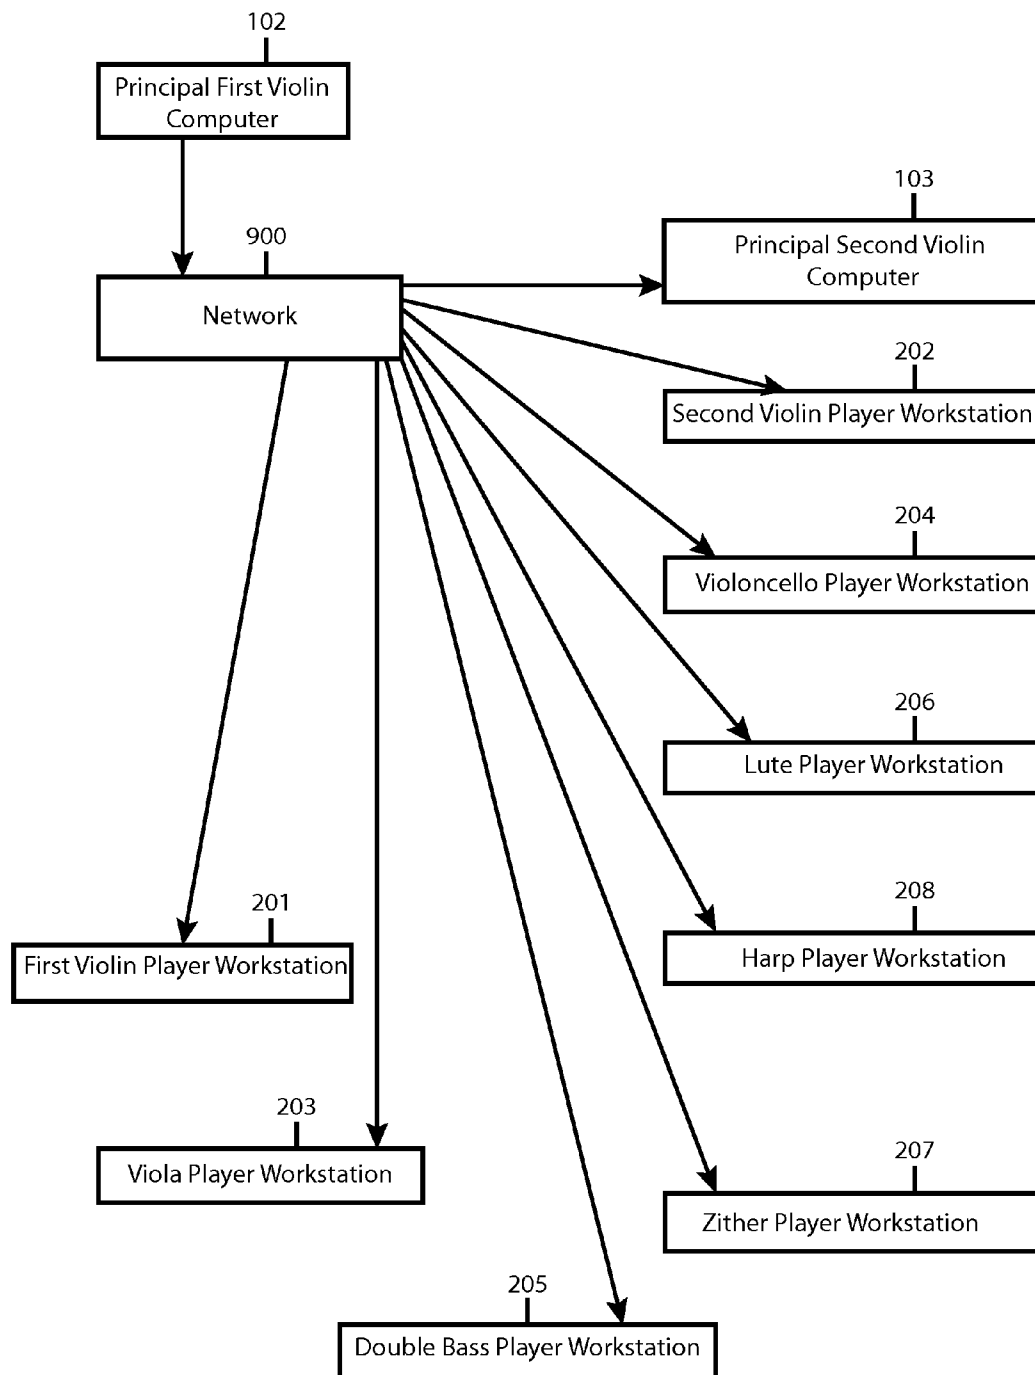 102
Principal First Violin
Computer
103
Principal Second Violin
Computer
900
Network
202
Second Violin Player Workstation
204
Violoncello Player Workstation
206
Lute Player Workstation
201
First Violin Player Workstation
208
Harp Player Workstation
203
Viola Player Workstation
207
Zither Player Workstation
205
Double Bass Player Workstation